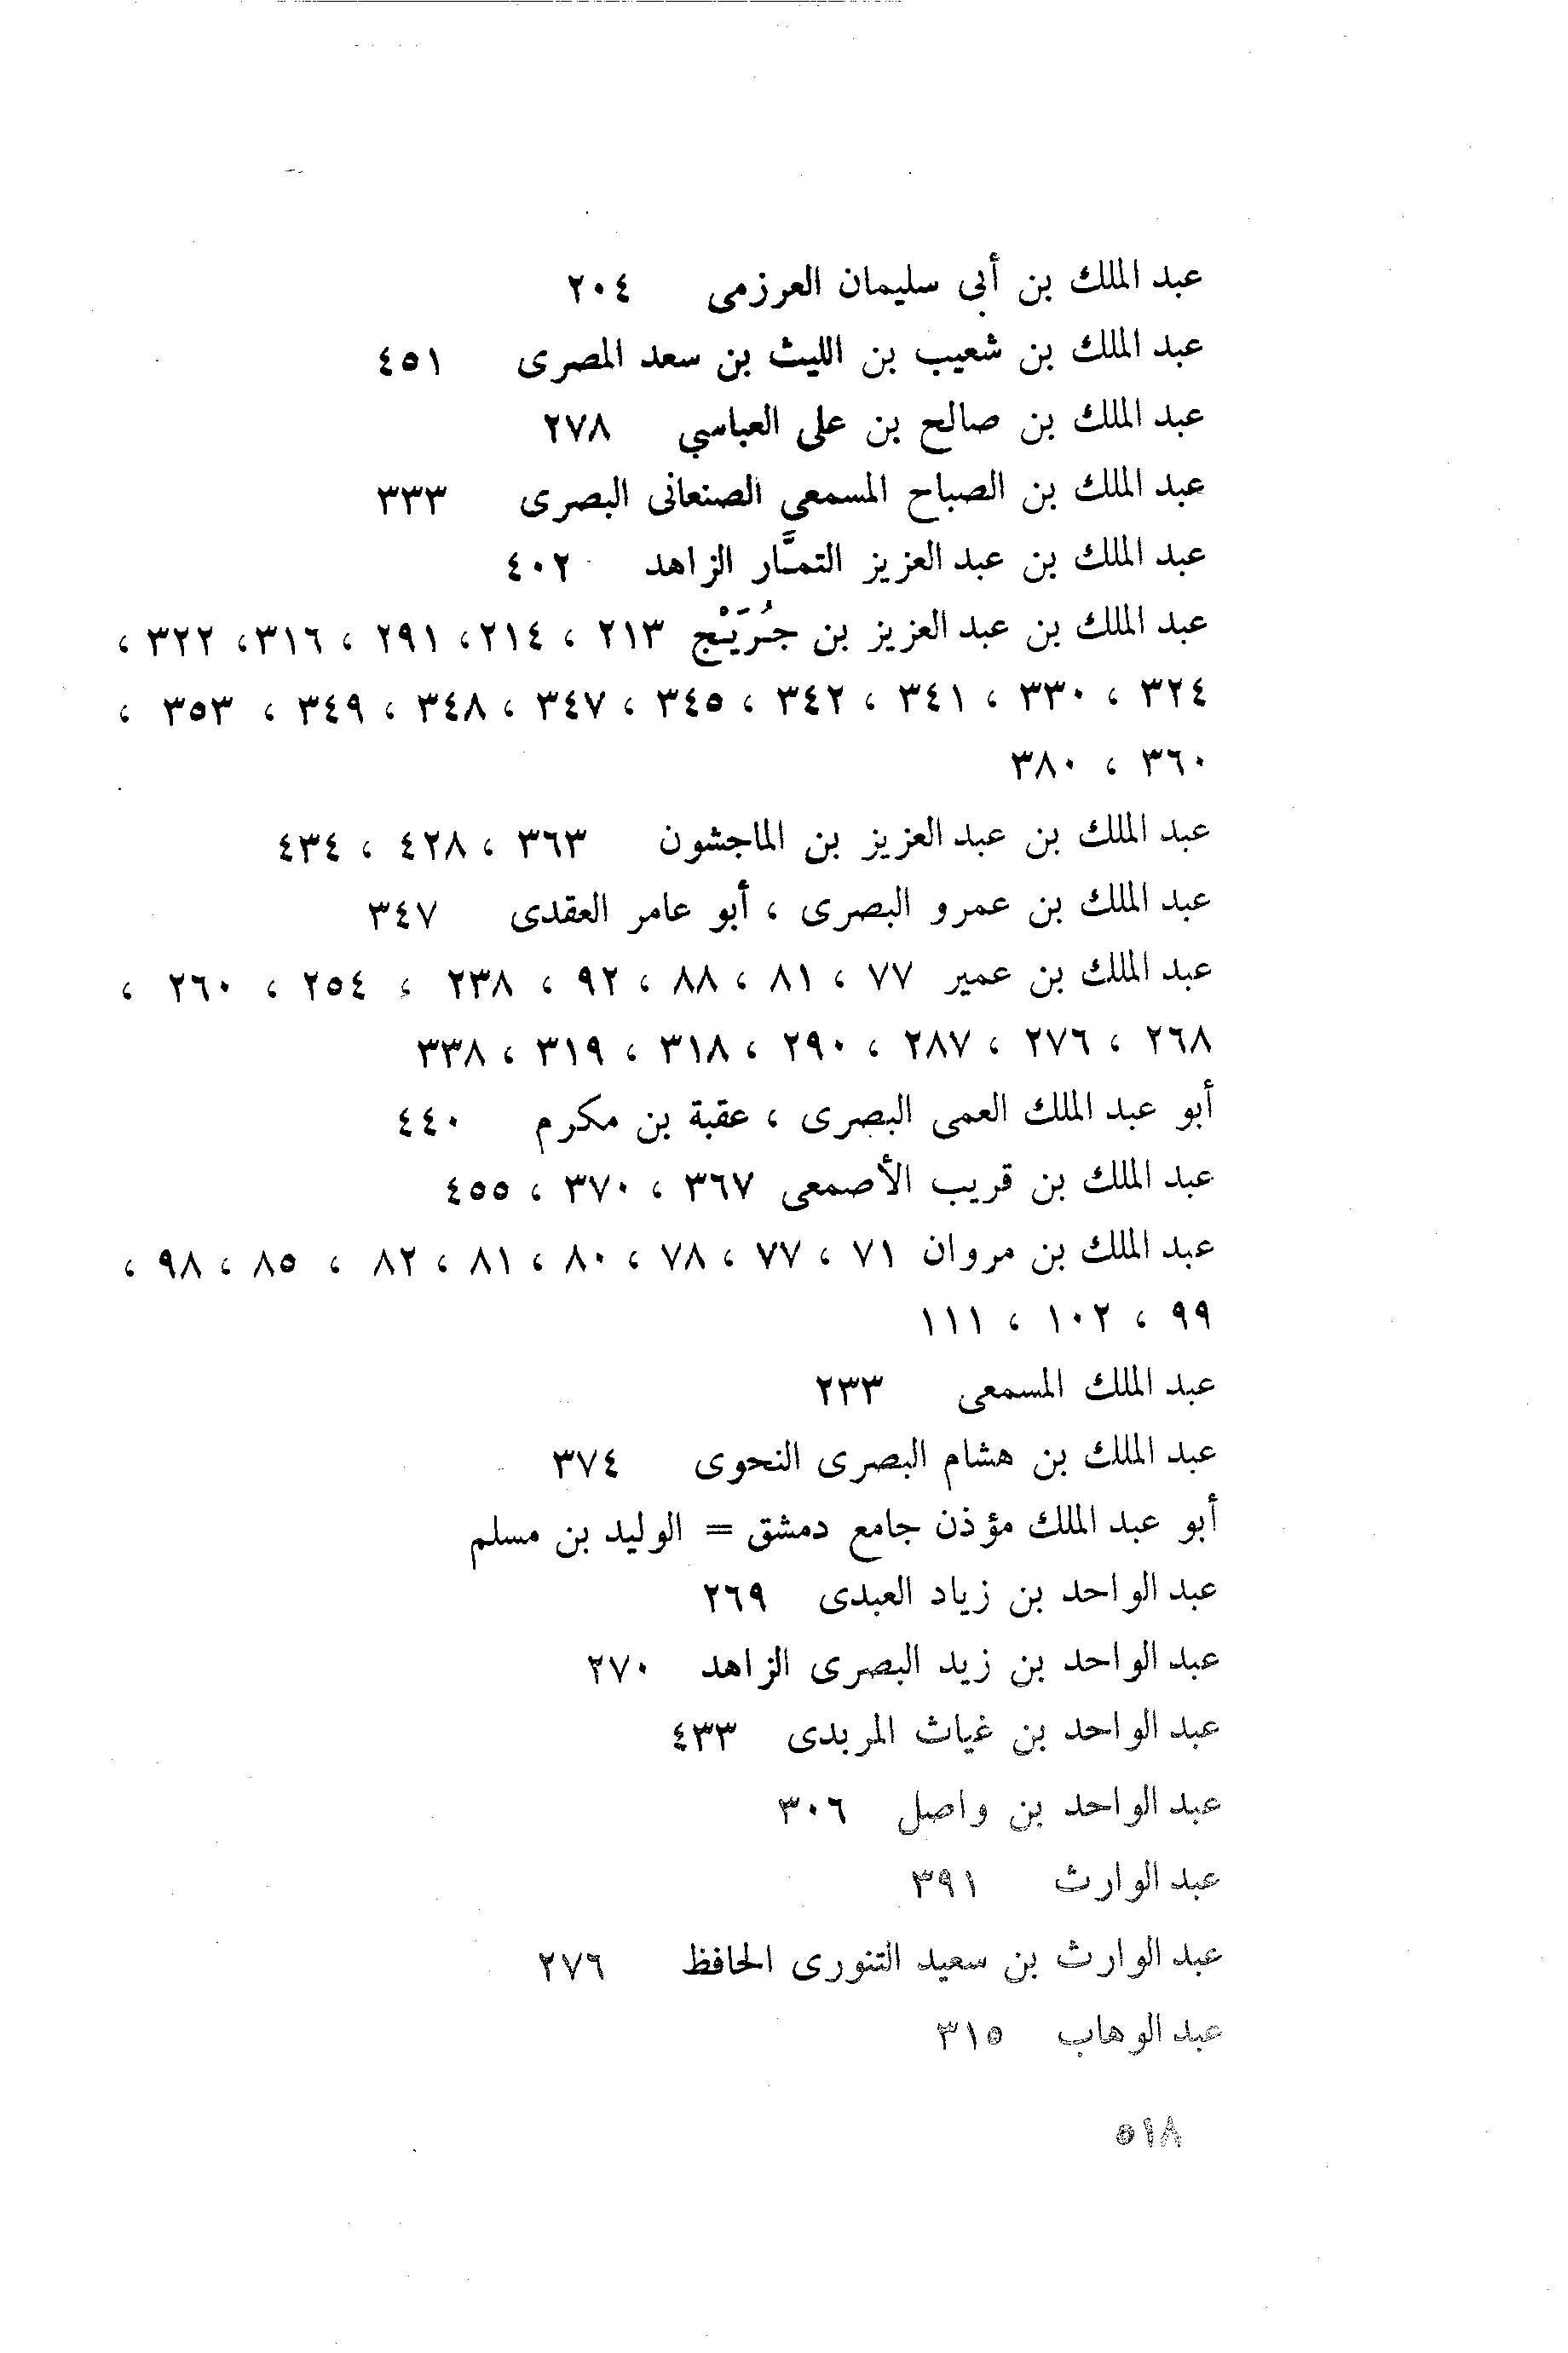 عبد الملك بن أبى سليمان العرزمى ٢٠٤
عبد الملك بن شعيب بن الليث بن سعد المصرى ٤٥١
عبد الملك بن صالح بن على العباسي ٢٧٨
عبد الملك بن الصباح المسمعي الصنعانى البصرى ٣٣٣
عبد الملك بن عبد العزيز التمَّار الزاهد ٤٠٢
عبد الملك بن عبد العزيز بن جُرَيْج ٢١٣ ، ٢١٤، ٢٩١ ، ٣١٦، ٣٢٢ ،
٣٢٤ ، ٣٣٠ ، ٣٤١ ، ٣٤٢ ، ٣٤٥ ، ٣٤٧ ، ٣٤٨ ، ٣٤٩ ، ٣٥٣ ،
٣٦٠ ، ٣٨٠
عبد الملك بن عبد العزيز بن الماجشون ٣٦٣ ، ٤٢٨ ، ٤٣٤
عبد الملك بن عمرو البصرى ، أبو عامر العقدى ٣٤٧
عبد الملك بن عمير ٧٧ ، ٨١ ، ٨٨ ، ٩٢ ، ٢٣٨ ، ٢٥٤ ، ٢٦٠ ،
٢٦٨ ، ٢٧٦ ، ٢٨٧ ، ٢٩٠ ، ٣١٨ ، ٣١٩ ، ٣٣٨
أبو عبد الملك العمى البصرى ، عقبة بن مكرم ٤٤٠
عبد الملك بن قريب الأصمعى ٣٦٧ ، ٣٧٠ ، ٤٥٥
عبد الملك بن مروان ٧١ ، ٧٧ ، ٧٨ ، ٨٠ ، ٨١ ، ٨٢ ، ٨٥ ، ٩٨ ،
٩٩ ، ١٠٢ ، ١١١
عبد الملك المسمعى ٢٣٣
عبد الملك بن هشام البصرى النحوى ٣٧٤
أبو عبد الملك مؤذن جامع دمشق = الوليد بن مسلم
عبد الواحد بن زياد العبدى ٢٦٩
عبد الواحد بن زيد البصرى الزاهد ٢٧٠
عبد الواحد بن غياث المربدى ٤٣٣
عبد الواحد بن واصل ٣٠٦
عبد الوارث ٣٩١
عبد الوارث بن سعيد التنورى الحافظ ٢٧٦
عبد الوهاب ٣١٥
٥١٨